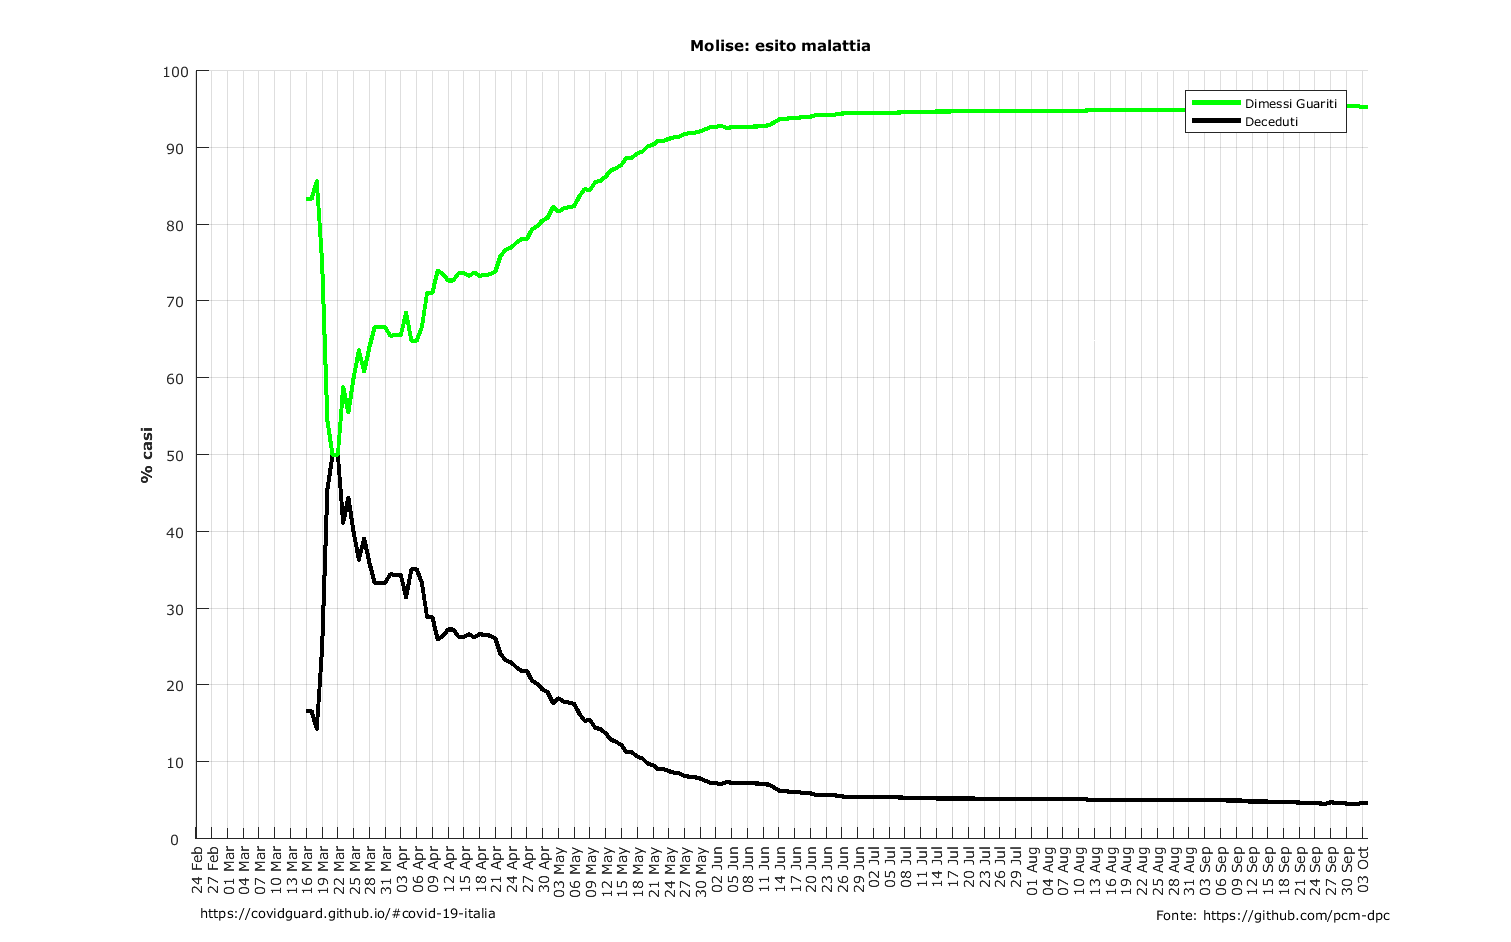 Molise: esito malattia
100
90
80
70
60
50
40
30
20
10
0
% casi
Dimessi Guariti
Deceduti
24 Feb
27 Feb
01 Mar
04 Mar
07 Mar
10 Mar
13 Mar
16 Mar
19 Mar
22 Mar
25 Mar
28 Mar
31 Mar
03 Apr
06 Apr
09 Apr
12 Apr
15 Apr
18 Apr
21 Apr
24 Apr
27 Apr
30 Apr
03 May
06 May
09 May
12 May
15 May
18 May
21 May
24 May
27 May
30 May
02 Jun
05 Jun
08 Jun
11 Jun
14 Jun
17 Jun
20 Jun
23 Jun
26 Jun
29 Jun
02 Jul
05 Jul
08 Jul
11 Jul
14 Jul
17 Jul
20 Jul
23 Jul
26 Jul
29 Jul
01 Aug
04 Aug
07 Aug
10 Aug
13 Aug
16 Aug
19 Aug
22 Aug
25 Aug
28 Aug
31 Aug
03 Sep
06 Sep
09 Sep
12 Sep
15 Sep
18 Sep
21 Sep
24 Sep
27 Sep
30 Sep
03 Oct
https://covidguard.github.io/#covid-19-italia
Fonte: https://github.com/pcm-dpc